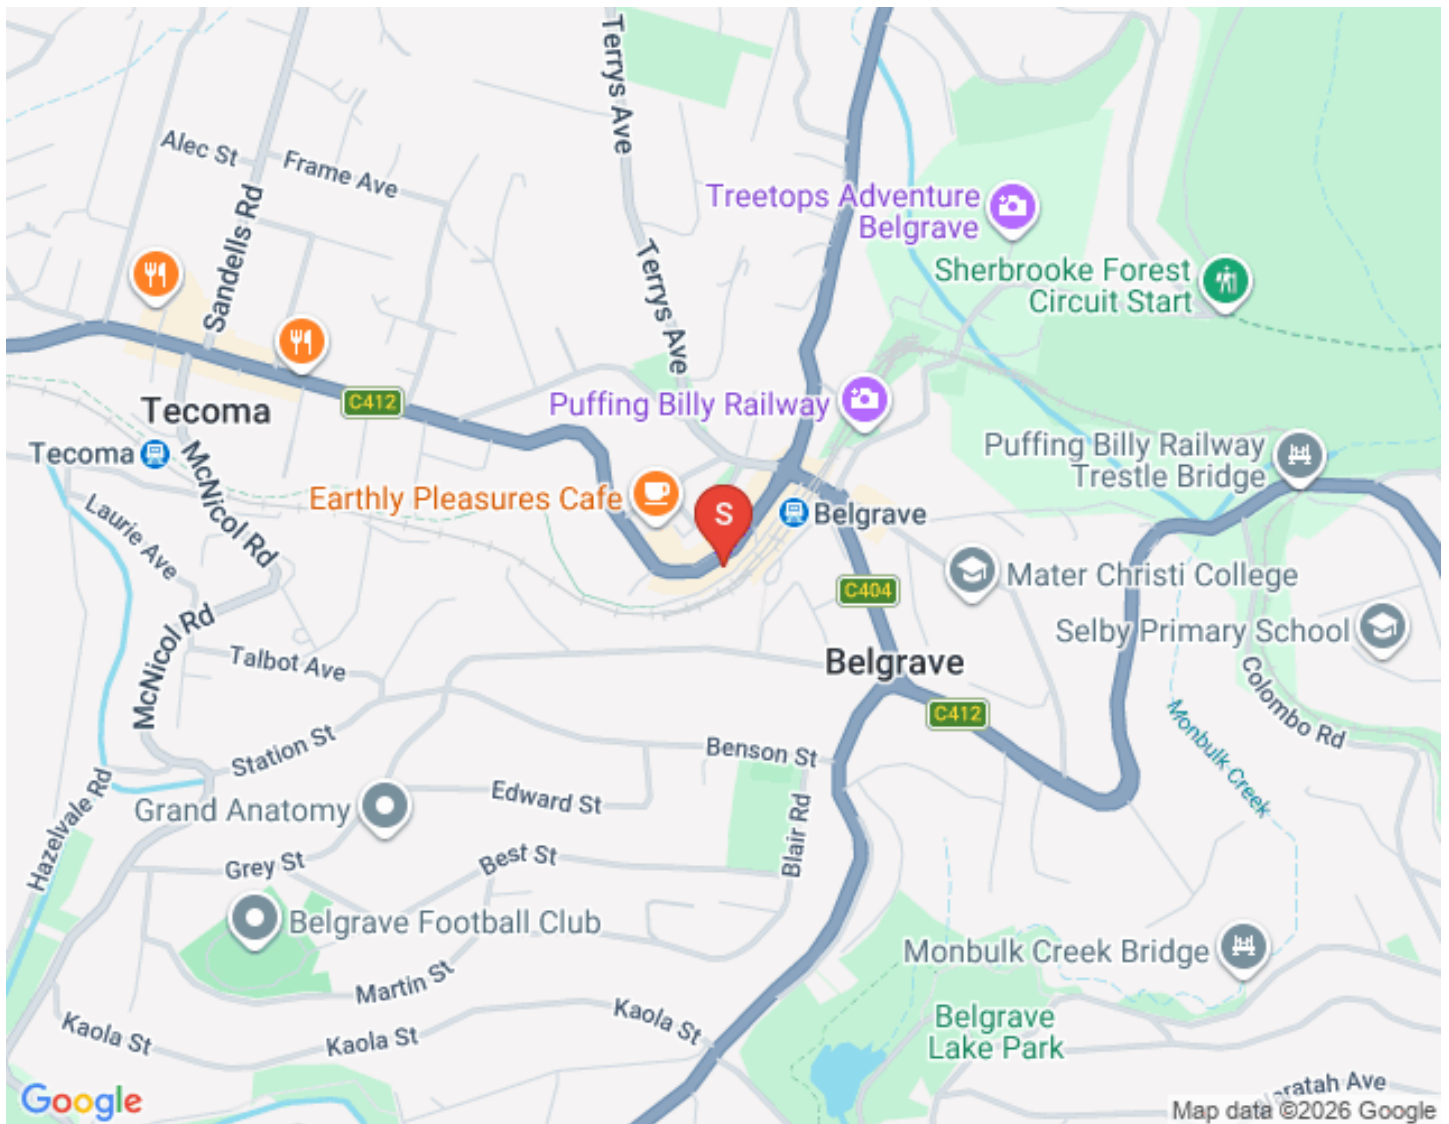 Terrys Ave
Alec St
Frame Ave
Sandells Rd
Treetops Adventure
Belgrave
Terrys Ave
Sherbrooke Forest
Circuit Start
C412
Tecoma
Puffing Billy Railway
Tecoma
McNicol Rd
Puffing Billy Railway
Trestle Bridge
Earthly Pleasures Cafe
S
Belgrave
Laurie Ave
Mater Christi College
C404
McNicol Rd
Selby Primary School
Talbot Ave
Belgrave
Colombo Rd
C412
Station St
Benson St
Monbulk Creek
Hazelvale Rd
Grand Anatomy
Edward St
Blair Rd
Grey St
Best St
Belgrave Football Club
Monbulk Creek Bridge
Martin St
Kaola St
Kaola St
Kaola St
Belgrave
Lake Park
Ave
Google
Map data ©2026 Google